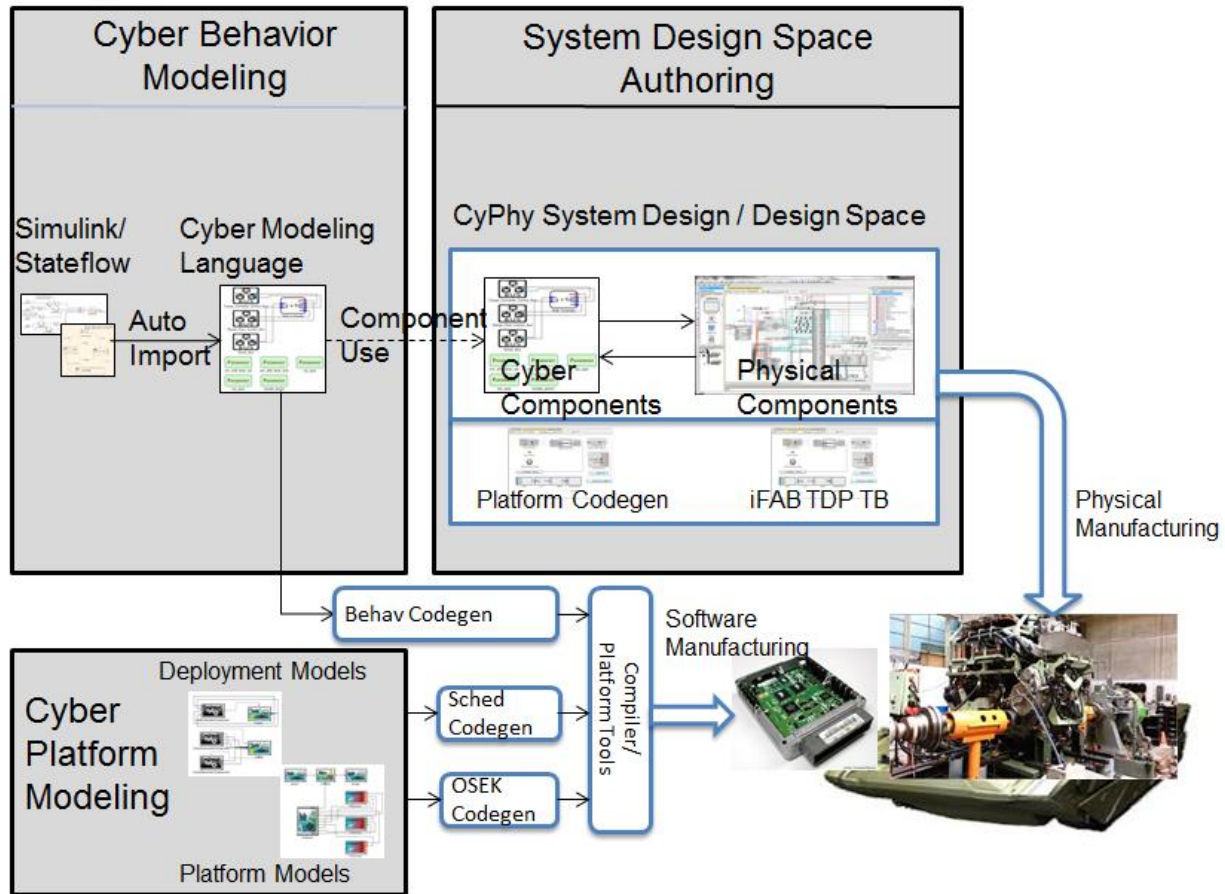 Cyber Behavior
Modeling
System Design Space
Authoring
Simulink/
Stateflow
Cyber Modeling
Language
Auto
Import
Component
Use
CyPhy System Design / Design Space
Cyber
Components
Physical
Components
Platform Codegen
iFAB TDP TB
Physical
Manufacturing
Behav Codegen
Sched
Codegen
OSEK
Codegen
Compiler/
Platform Tools
Software
Manufacturing
Cyber
Platform
Modeling
Deployment Models
Platform Models